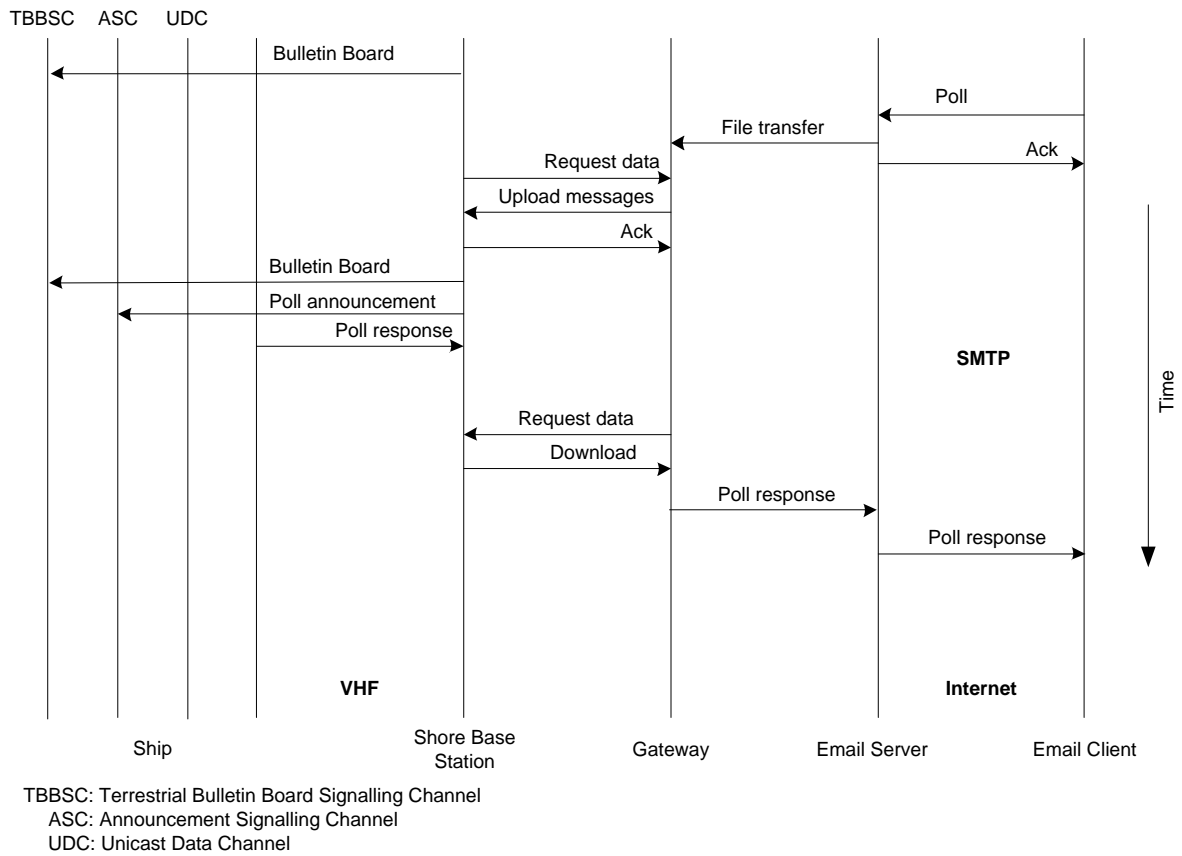 TBBSC ASC UDC
Bulletin Board
Poll
File transfer
Ack
Request data
Upload messages
Ack
Bulletin Board
Poll announcement
Poll response
SMTP
Time
Request data
Download
Poll response
Poll response
VHF
Internet
Ship
Shore Base
Station
Gateway
Email Server
Email Client
TBBSC: Terrestrial Bulletin Board Signalling Channel
ASC: Announcement Signalling Channel
UDC: Unicast Data Channel